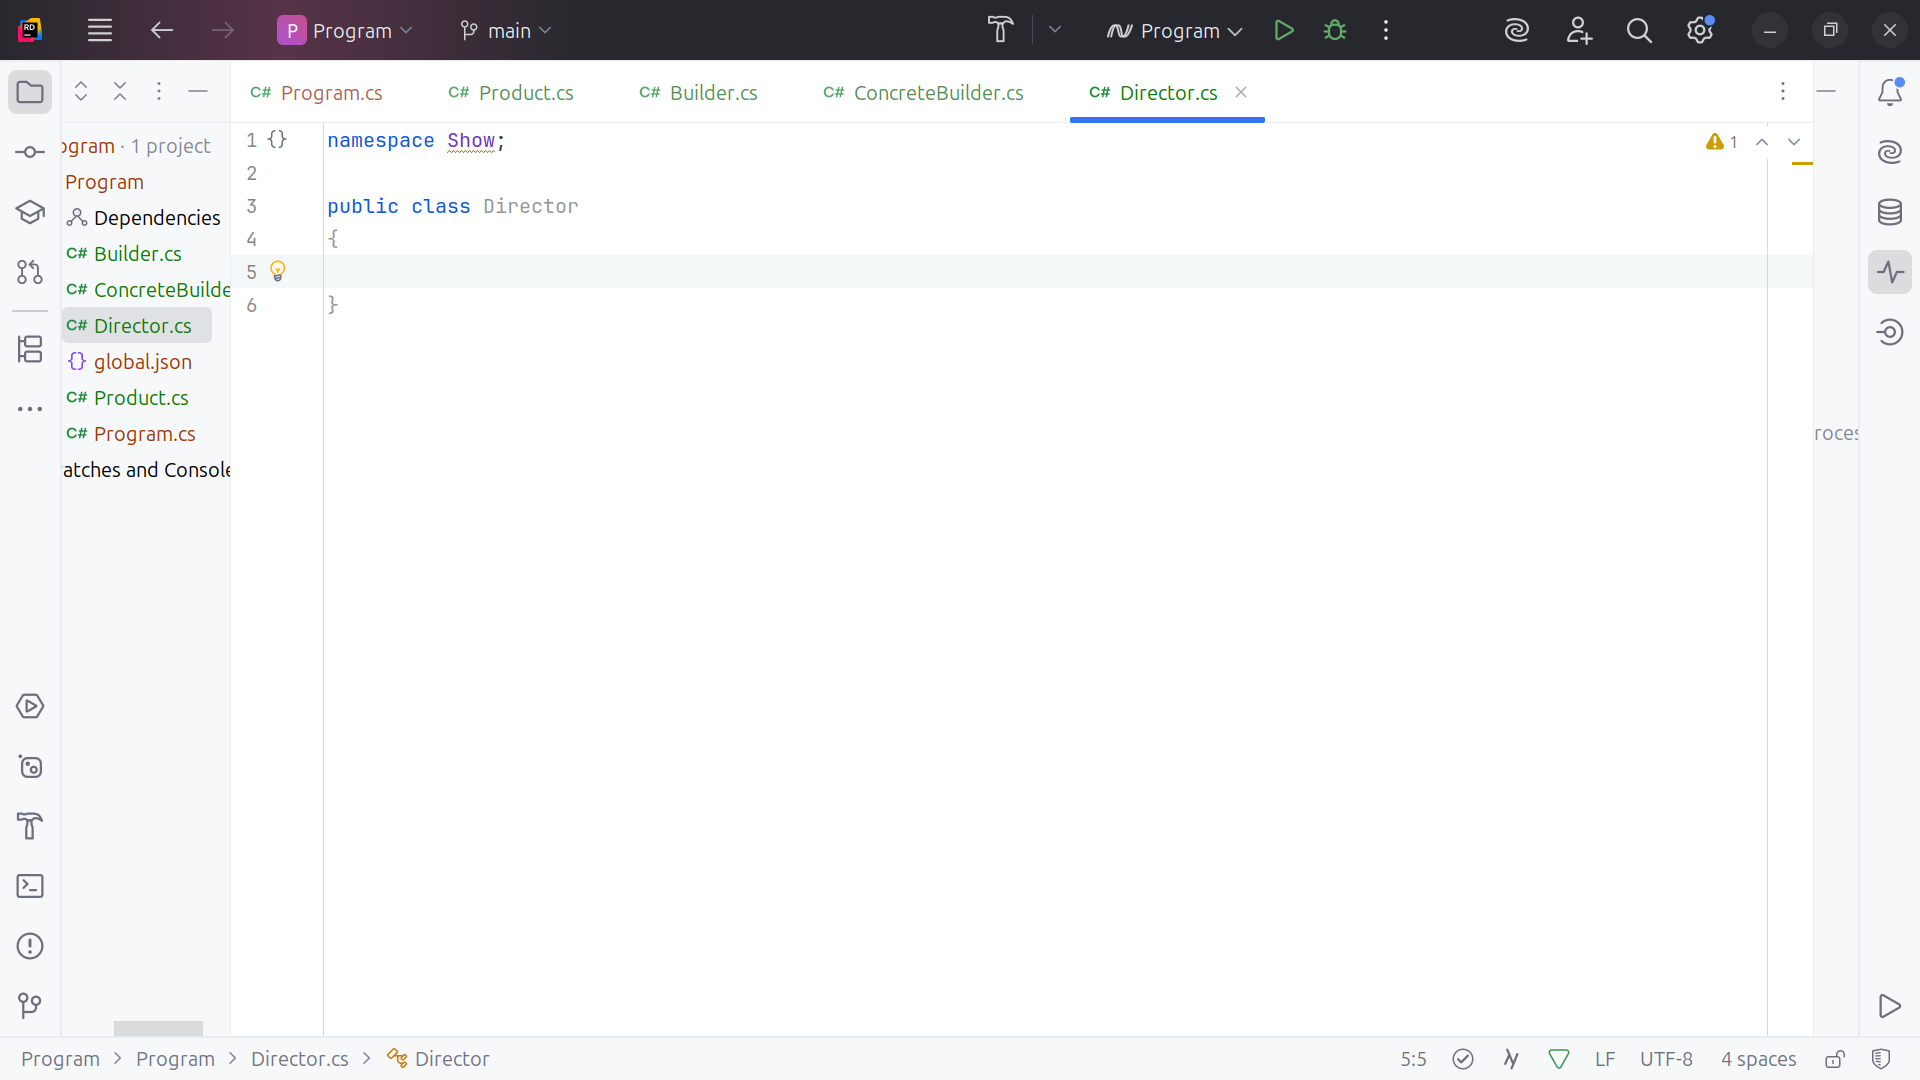 P Program main Program
Program.cs Product.cs Builder.cs ConcreteBuilder.cs Director.cs
ogram · 1 project
Program
Dependencies
C# Builder.cs
C# ConcreteBuilde
C# Director.cs
{} global.json
C# Product.cs
C# Program.cs
atches and Console
1 {} namespace Show;
2
3 public class Director
4 {
5
6 }
1
roces
Program > Program > Director.cs > Director 5:5 LF UTF-8 4 spaces